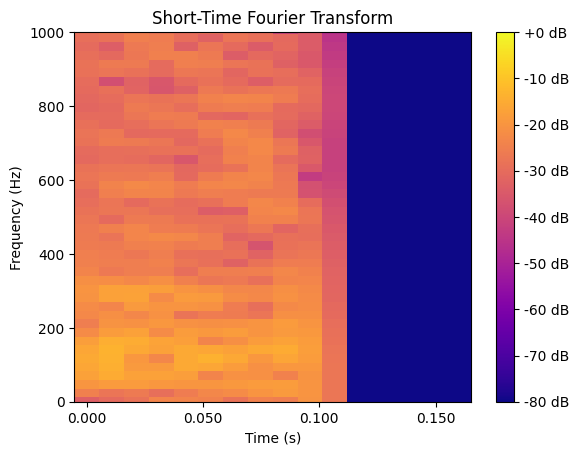 Short-Time Fourier Transform
1000
800
600
400
200
0
Frequency (Hz)
0.000
0.050
0.100
0.150
Time (s)
+0 dB
-10 dB
-20 dB
-30 dB
-40 dB
-50 dB
-60 dB
-70 dB
-80 dB